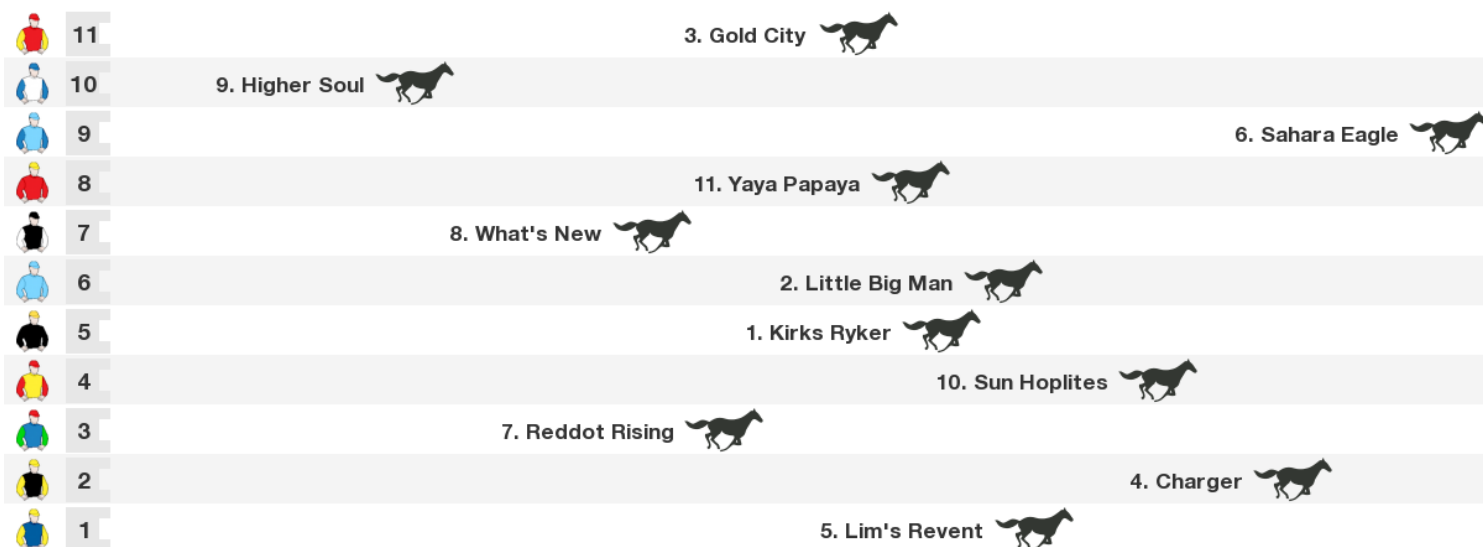 11 3. Gold City
10 9. Higher Soul
9 6. Sahara Eagle
8 11. Yaya Papaya
7 8. What's New
6 2. Little Big Man
5 1. Kirks Ryker
4 10. Sun Hoplites
3 7. Reddot Rising
2 4. Charger
1 5. Lim's Revent